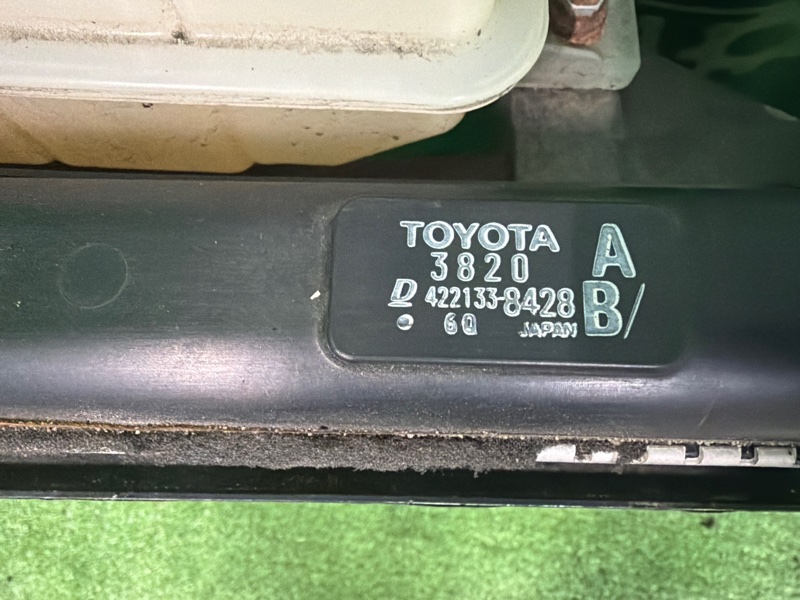 TOYOTA A
3820
D 422133-8428 B/
6Q JAPAN